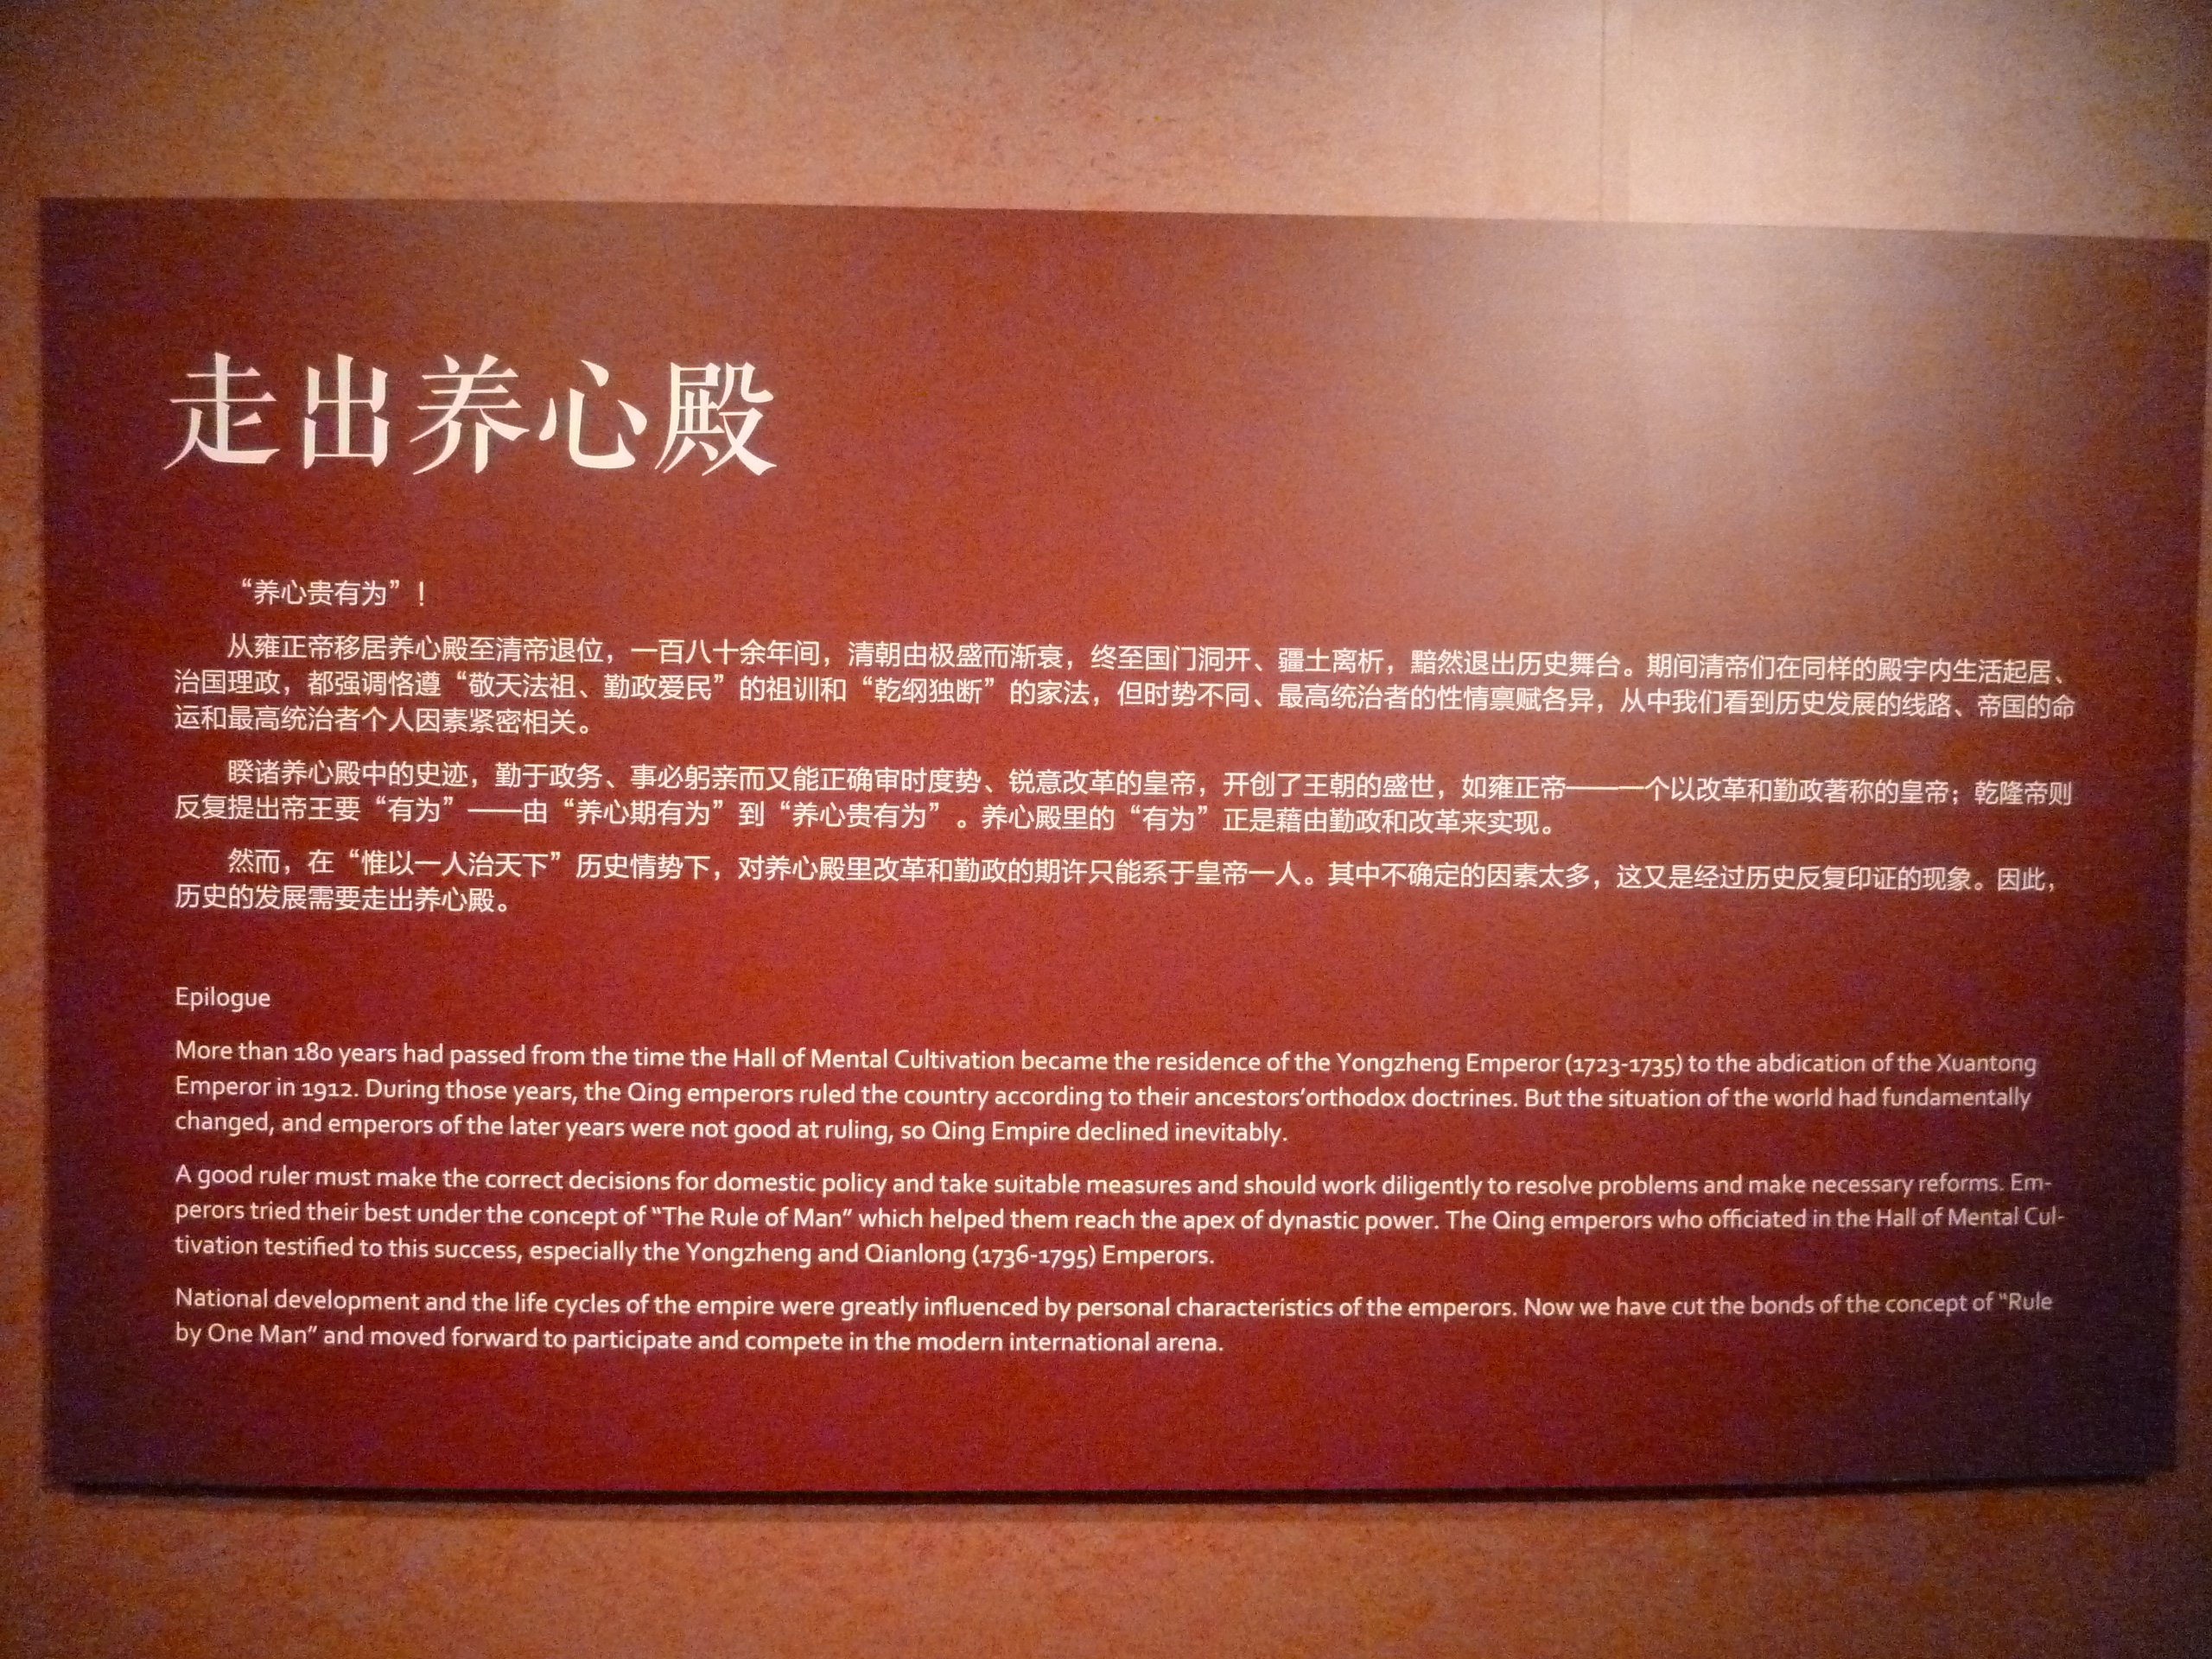 走出养心殿
“养心贵有为”！
从雍正帝移居养心殿至清帝退位，一百八十余年间，清朝由极盛而渐衰，终至国门洞开、疆土离析，黯然退出历史舞台。期间清帝们在同样的殿宇内生活起居、
治国理政，都强调恪遵“敬天法祖、勤政爱民”的祖训和“乾纲独断”的家法，但时势不同、最高统治者的性情禀赋各异，从中我们看到历史发展的线路、帝国的命
运和最高统治者个人因素紧密相关。
睽诸养心殿中的史迹，勤于政务、事必躬亲而又能正确审时度势、锐意改革的皇帝，开创了王朝的盛世，如雍正帝——一个以改革和勤政著称的皇帝；乾隆帝则
反复提出帝王要“有为”——由“养心期有为”到“养心贵有为”。养心殿里的“有为”正是藉由勤政和改革来实现。
然而，在“惟以一人治天下”历史情势下，对养心殿里改革和勤政的期许只能系于皇帝一人。其中不确定的因素太多，这又是经过历史反复印证的现象。因此，
历史的发展需要走出养心殿。
Epilogue
More than 180 years had passed from the time the Hall of Mental Cultivation became the residence of the Yongzheng Emperor (1723-1735) to the abdication of the Xuantong
Emperor in 1912. During those years, the Qing emperors ruled the country according to their ancestors’orthodox doctrines. But the situation of the world had fundamentally
changed, and emperors of the later years were not good at ruling, so Qing Empire declined inevitably.
A good ruler must make the correct decisions for domestic policy and take suitable measures and should work diligently to resolve problems and make necessary reforms. Em-
perors tried their best under the concept of “The Rule of Man” which helped them reach the apex of dynastic power. The Qing emperors who officiated in the Hall of Mental Cul-
tivation testified to this success, especially the Yongzheng and Qianlong (1736-1795) Emperors.
National development and the life cycles of the empire were greatly influenced by personal characteristics of the emperors. Now we have cut the bonds of the concept of “Rule
by One Man” and moved forward to participate and compete in the modern international arena.